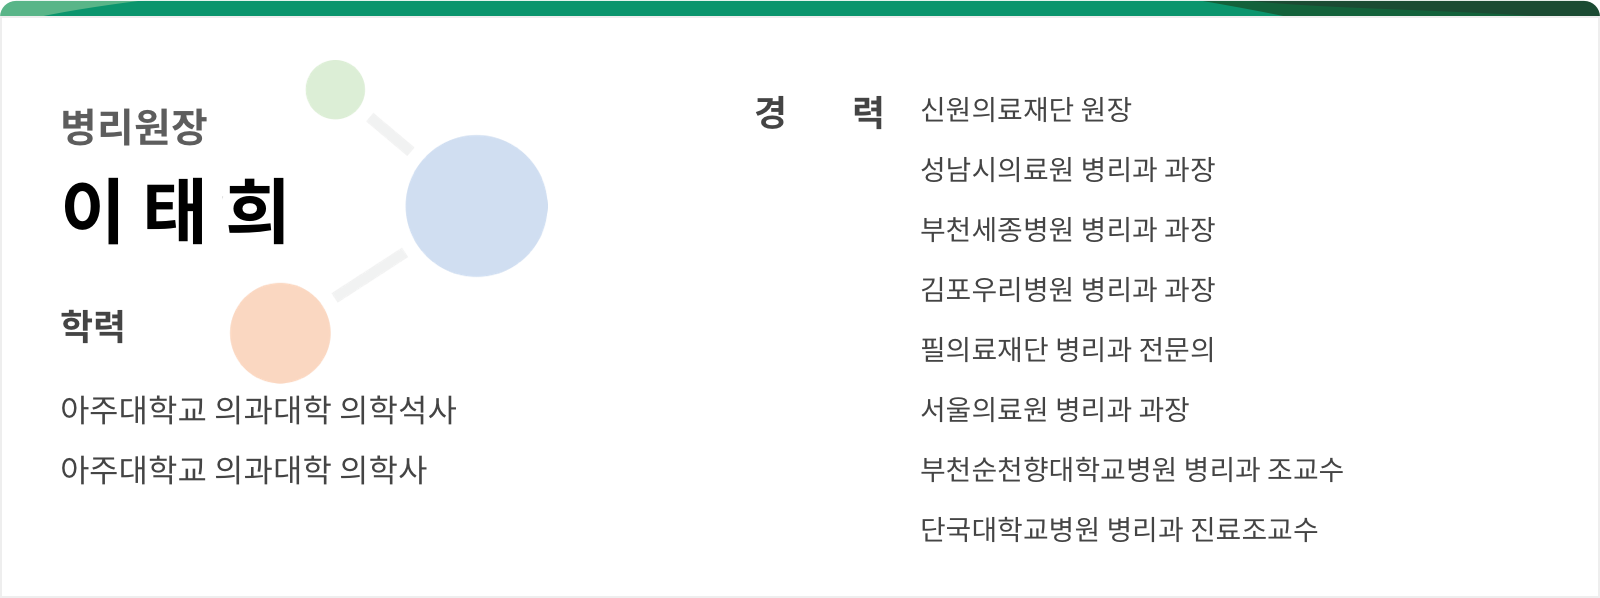 병리원장
이태희
학력
아주대학교 의과대학 의학석사
아주대학교 의과대학 의학사
경 력
신원의료재단 원장
성남시의료원 병리과 과장
부천세종병원 병리과 과장
김포우리병원 병리과 과장
필의료재단 병리과 전문의
서울의료원 병리과 과장
부천순천향대학교병원 병리과 조교수
단국대학교병원 병리과 진료조교수